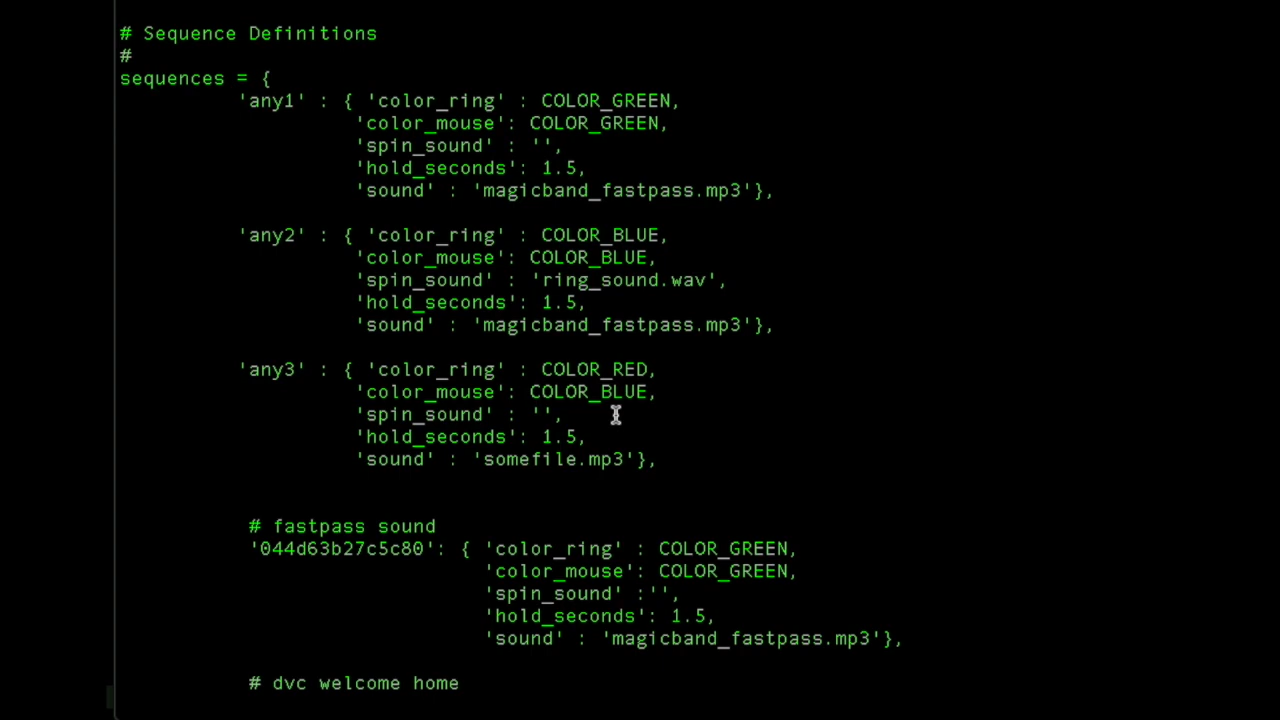 # Sequence Definitions
#
sequences = {
'any1' : { 'color_ring' : COLOR_GREEN,
'color_mouse': COLOR_GREEN,
'spin_sound' : '',
'hold_seconds': 1.5,
'sound' : 'magicband_fastpass.mp3'},
'any2' : { 'color_ring' : COLOR_BLUE,
'color_mouse': COLOR_BLUE,
'spin_sound' : 'ring_sound.wav',
'hold_seconds': 1.5,
'sound' : 'magicband_fastpass.mp3'},
'any3' : { 'color_ring' : COLOR_RED,
'color_mouse': COLOR_BLUE,
'spin_sound' : '',
'hold_seconds': 1.5,
'sound' : 'somefile.mp3'},
# fastpass sound
'044d63b27c5c80': { 'color_ring' : COLOR_GREEN,
'color_mouse': COLOR_GREEN,
'spin_sound' :'',
'hold_seconds': 1.5,
'sound' : 'magicband_fastpass.mp3'},
# dvc welcome home